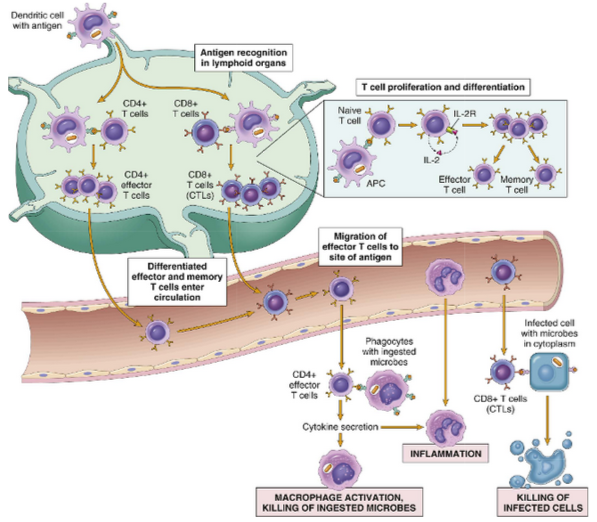 Dendritic cell
with antigen
Antigen recognition
in lymphoid organs
CD4+
T cells
CD8+
T cells
CD4+
effector
T cells
CD8+
T cells
(CTLs)
T cell proliferation and differentiation
Naive
T cell
IL-2R
IL-2
APC
Effector
T cell
Memory
T cell
Differentiated
effector and memory
T cells enter
circulation
Migration of
effector T cells to
site of antigen
Phagocytes
with ingested
microbes
CD4+
effector
T cells
Cytokine secretion
INFLAMMATION
MACROPHAGE ACTIVATION,
KILLING OF INGESTED MICROBES
Infected cell
with microbes
in cytoplasm
CD8+ T cells
(CTLs)
KILLING OF
INFECTED CELLS